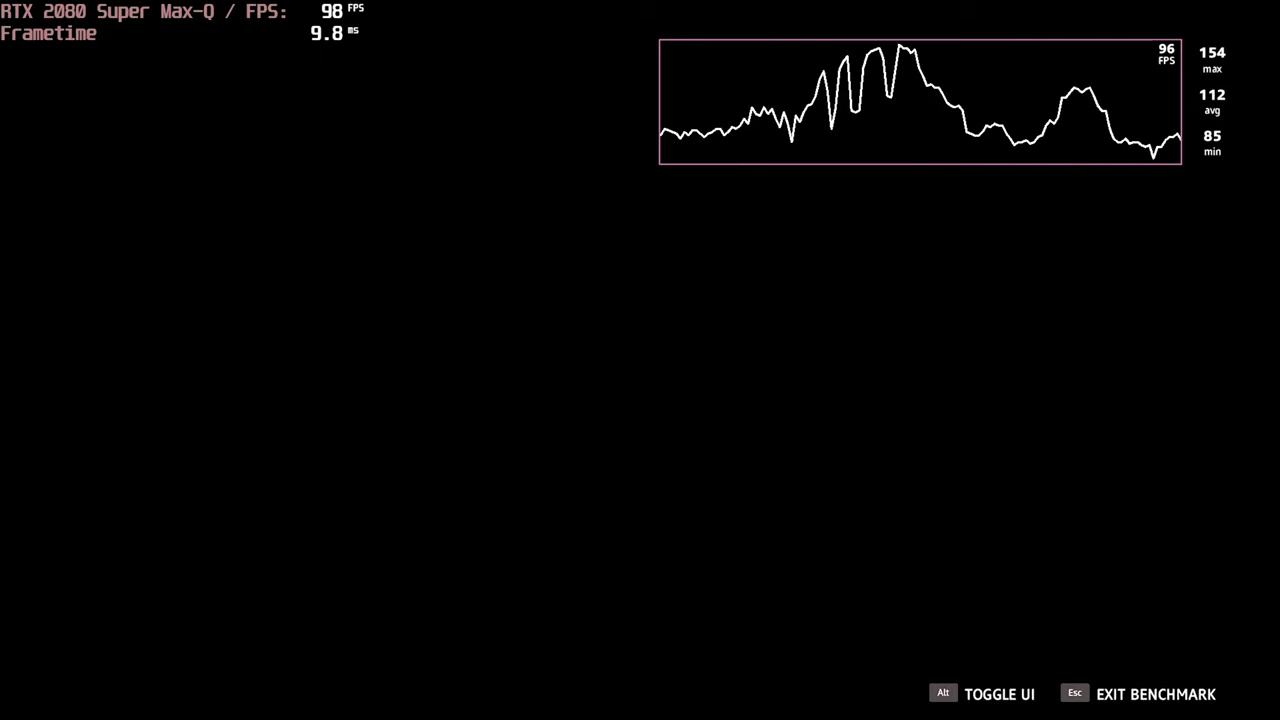 RTX 2080 Super Max-Q / FPS: 98 FPS
Frametime 9.8 ms
96
FPS
154
max
112
avg
85
min
Alt TOGGLE UI Esc EXIT BENCHMARK